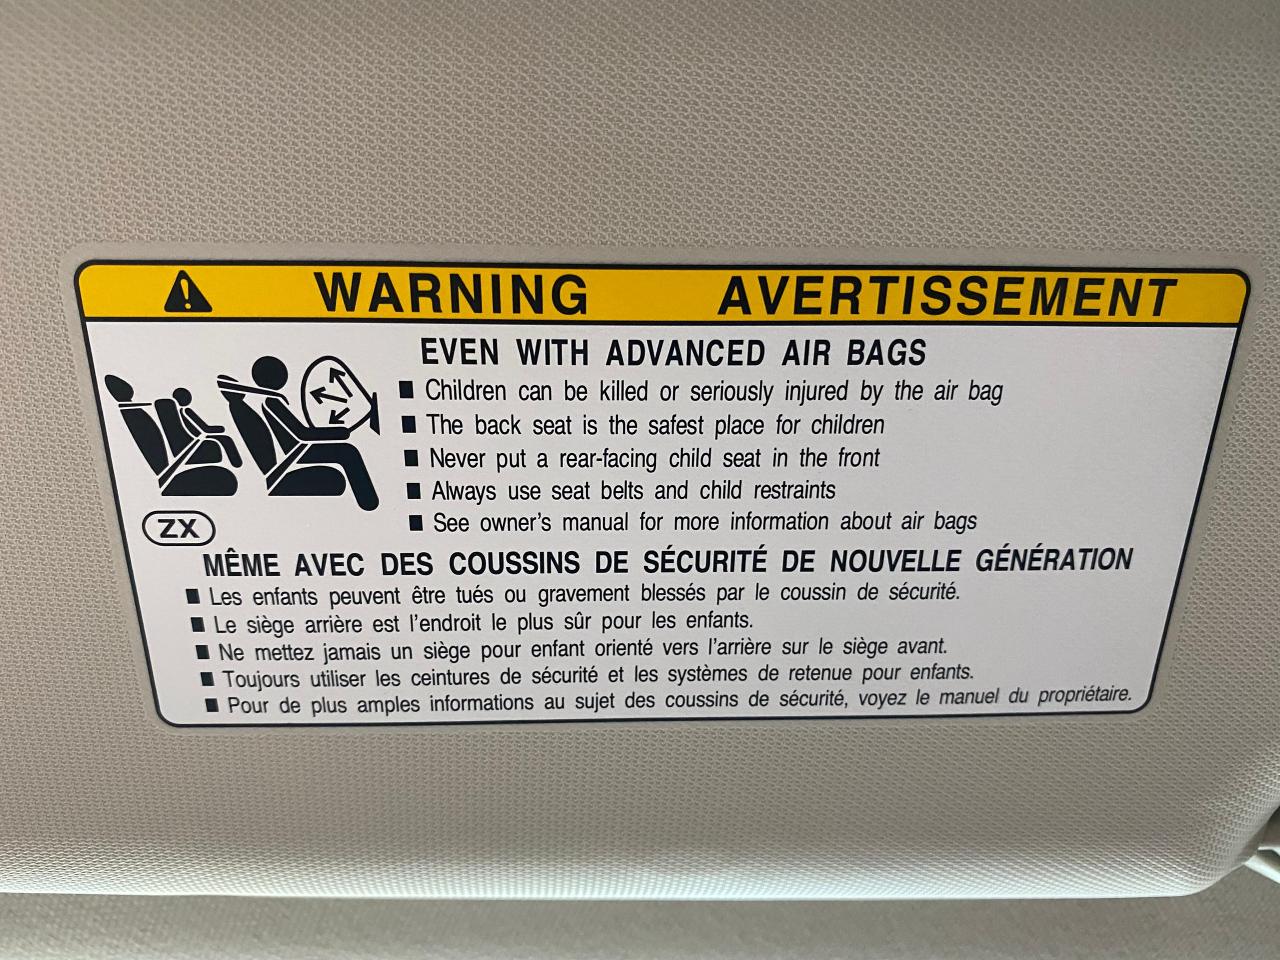 WARNING AVERTISSEMENT
EVEN WITH ADVANCED AIR BAGS
■ Children can be killed or seriously injured by the air bag
■ The back seat is the safest place for children
■ Never put a rear-facing child seat in the front
■ Always use seat belts and child restraints
■ See owner's manual for more information about air bags
ZX
MÊME AVEC DES COUSSINS DE SÉCURITÉ DE NOUVELLE GÉNÉRATION
■ Les enfants peuvent être tués ou gravement blessés par le coussin de sécurité.
■ Le siège arrière est l'endroit le plus sûr pour les enfants.
■ Ne mettez jamais un siège pour enfant orienté vers l'arrière sur le siège avant.
■ Toujours utiliser les ceintures de sécurité et les systèmes de retenue pour enfants.
■ Pour de plus amples informations au sujet des coussins de sécurité, voyez le manuel du propriétaire.